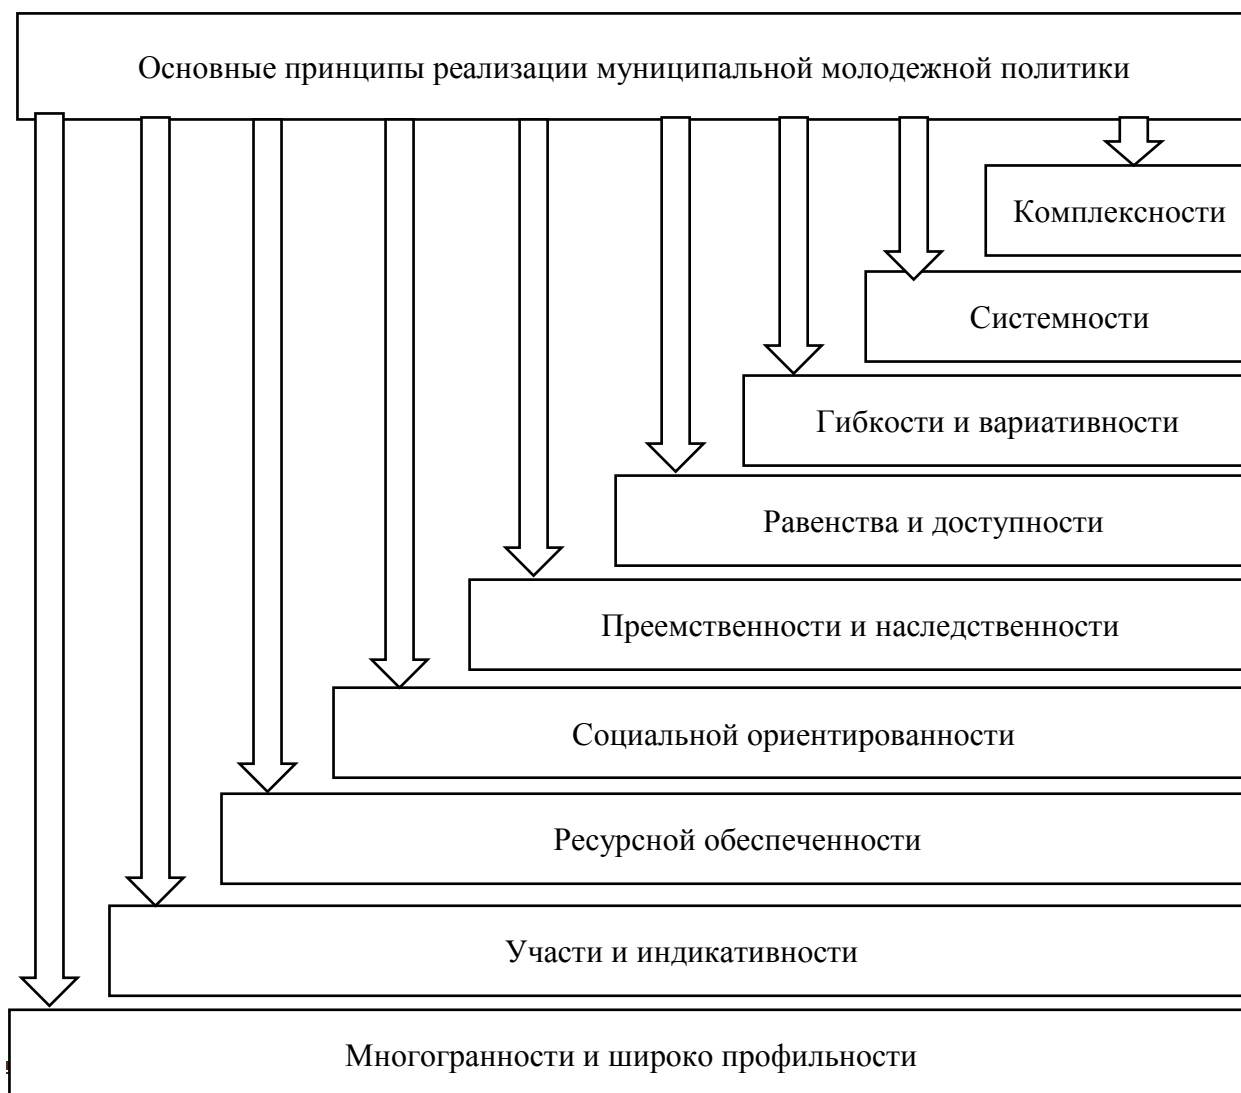 Основные принципы реализации муниципальной молодежной политики
Комплексности
Системности
Гибкости и вариативности
Равенства и доступности
Преемственности и наследственности
Социальной ориентированности
Ресурсной обеспеченности
Участи и индикативности
Многогранности и широко профильности